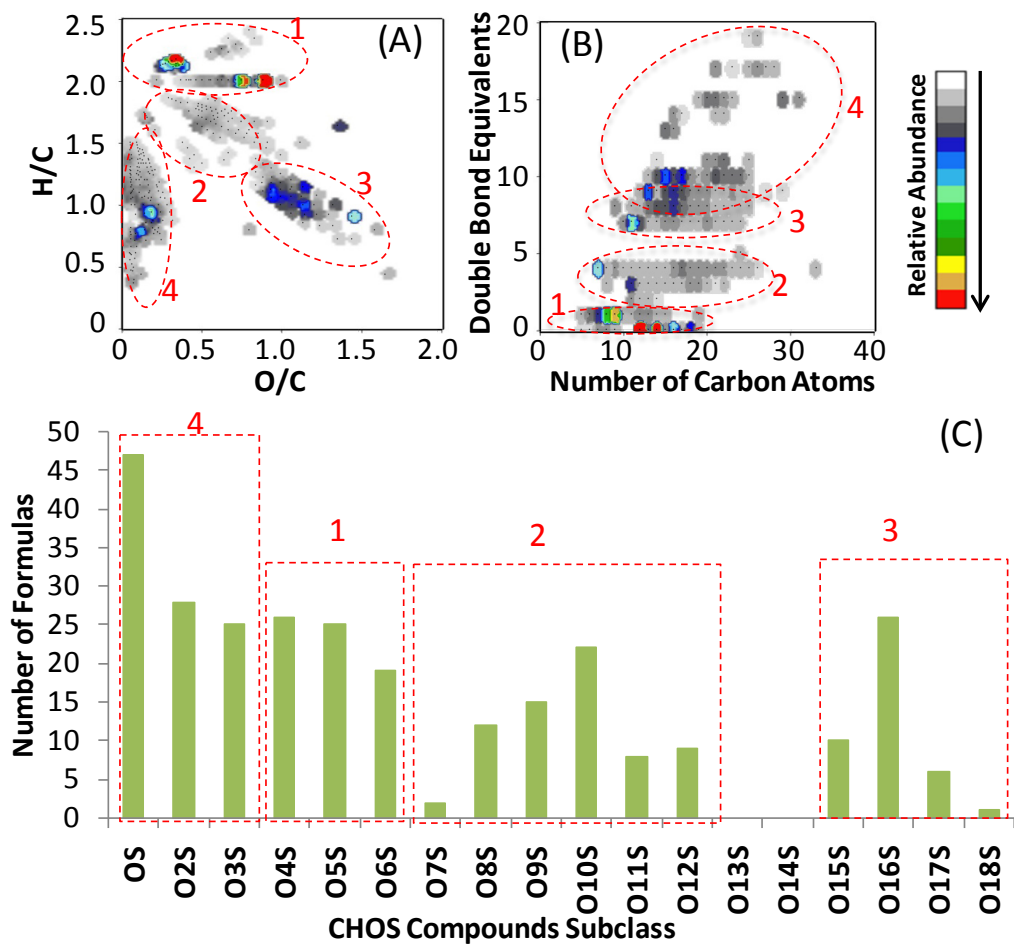 (A)
H/C
2.5
2.0
1.5
1.0
0.5
0
0 0.5 1.0 1.5 2.0
O/C
1
2
3
4
(B)
Double Bond Equivalents
20
15
10
5
0
0 10 20 30 40
Number of Carbon Atoms
4
3
2
1
Relative Abundance
(C)
Number of Formulas
50
45
40
35
30
25
20
15
10
5
0
4
1
2
3
OS O2S O3S O4S O5S O6S O7S O8S O9S O10S O11S O12S O13S O14S O15S O16S O17S O18S
CHOS Compounds Subclass